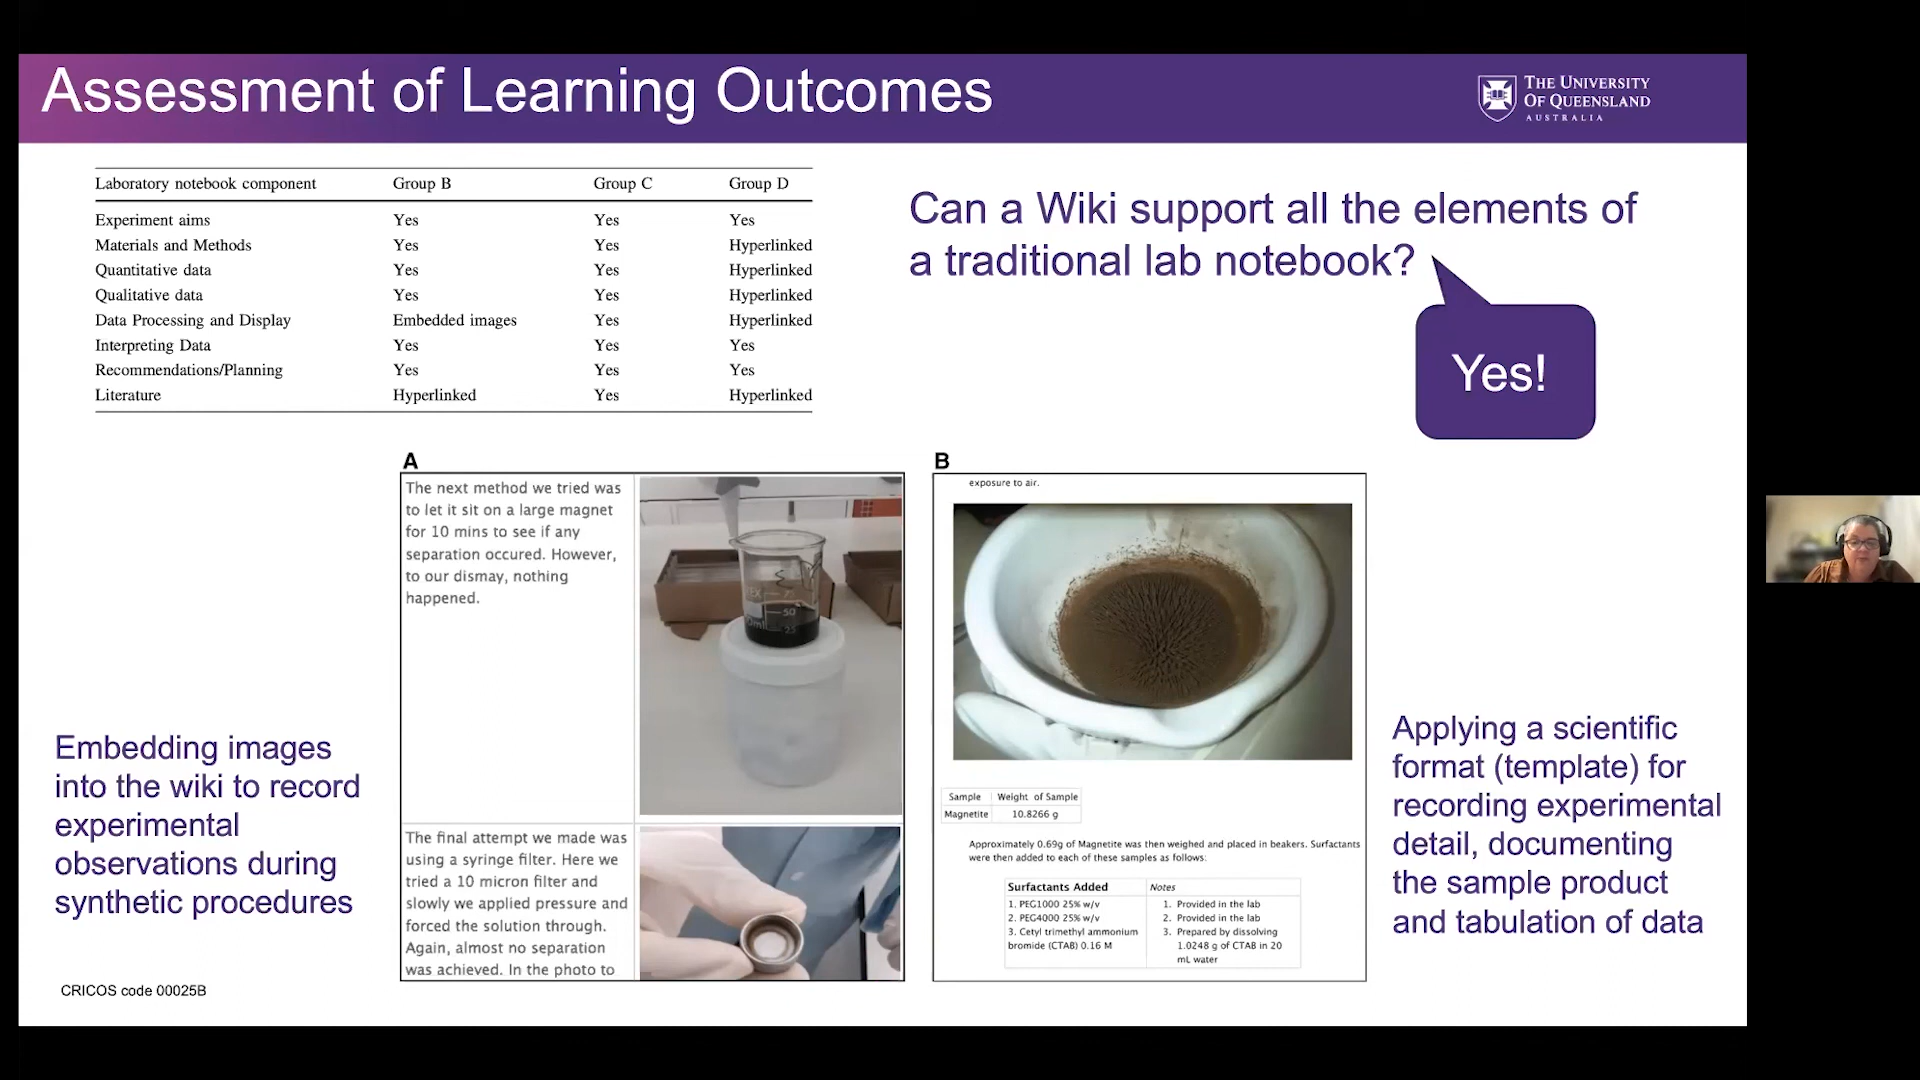 Assessment of Learning Outcomes
THE UNIVERSITY
OF QUEENSLAND
AUSTRALIA
Laboratory notebook component Group B Group C Group D
Experiment aims Yes Yes Yes
Materials and Methods Yes Yes Hyperlinked
Quantitative data Yes Yes Hyperlinked
Qualitative data Yes Yes Hyperlinked
Data Processing and Display Embedded images Yes Hyperlinked
Interpreting Data Yes Yes Yes
Recommendations/Planning Yes Yes Yes
Literature Hyperlinked Yes Hyperlinked
Can a Wiki support all the elements of
a traditional lab notebook?
Yes!
A
The next method we tried was
to let it sit on a large magnet
for 10 mins to see if any
separation occured. However,
to our dismay, nothing
happened.
50
25
The final attempt we made was
using a syringe filter. Here we
tried a 10 micron filter and
slowly we applied pressure and
forced the solution through.
Again, almost no separation
was achieved. In the photo to
B
exposure to air.
Sample Weight of Sample
Magnetite 10.8266 g
Approximately 0.69g of Magnetite was then weighed and placed in beakers. Surfactants
were then added to each of these samples as follows:
Surfactants Added Notes
1. PEG1000 25% w/v 1. Provided in the lab
2. PEG4000 25% w/v 2. Provided in the lab
3. Cetyl trimethyl ammonium 3. Prepared by dissolving
bromide (CTAB) 0.16 M 1.0248 g of CTAB in 20
mL water
Embedding images
into the wiki to record
experimental
observations during
synthetic procedures
Applying a scientific
format (template) for
recording experimental
detail, documenting
the sample product
and tabulation of data
CRICOS code 00025B